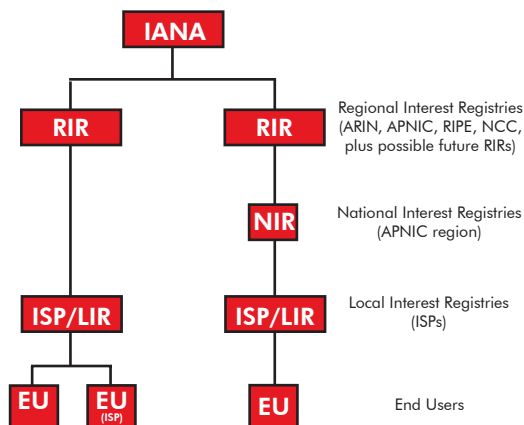 IANA
RIR
RIR
Regional Interest Registries
(ARIN, APNIC, RIPE, NCC,
plus possible future RIRs)
NIR
National Interest Registries
(APNIC region)
ISP/LIR
ISP/LIR
Local Interest Registries
(ISPs)
EU
EU
(ISP)
EU
End Users